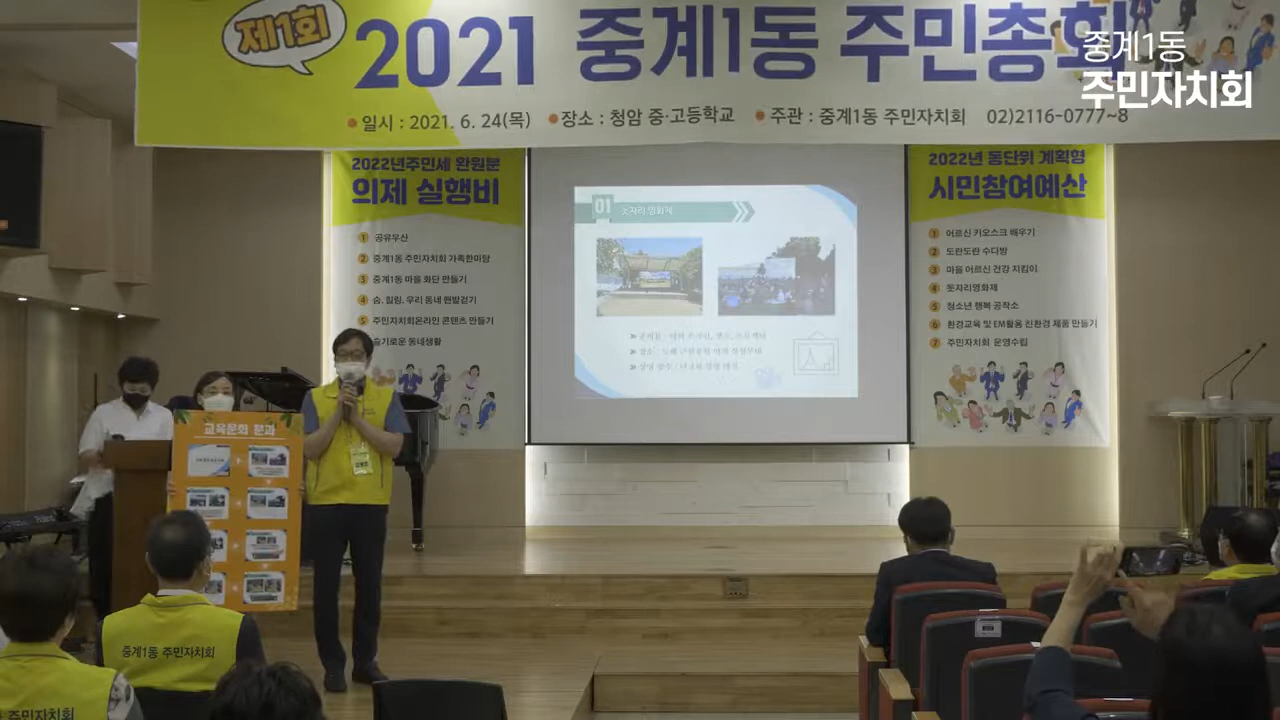 제1회
2021 중계1동 주민총회
중계1동
주민자치회
일시 : 2021. 6. 24(목) 장소 : 청암 중·고등학교 주관 : 중계1동 주민자치회 02)2116-0777~8
2022년주민세 환원분
의제 실행비
1 공유우산
2 중계1동 주민자치회 가족한마당
3 중계1동 마을 화단 만들기
4 숨, 힐링, 우리 동네 맨발걷기
5 주민자치회온라인 콘텐츠 만들기
슬기로운 동네생활
01 돗자리 영화제
2022년 동단위 계획형
시민참여예산
1 어르신 키오스크 배우기
2 도란도란 수다방
3 마을 어르신 건강 지킴이
4 돗자리영화제
5 청소년 행복 공작소
6 환경교육 및 EM활용 친환경 제품 만들기
7 주민자치회 운영수립
교육문화 분과
중계1동 주민자치회
주민자치회